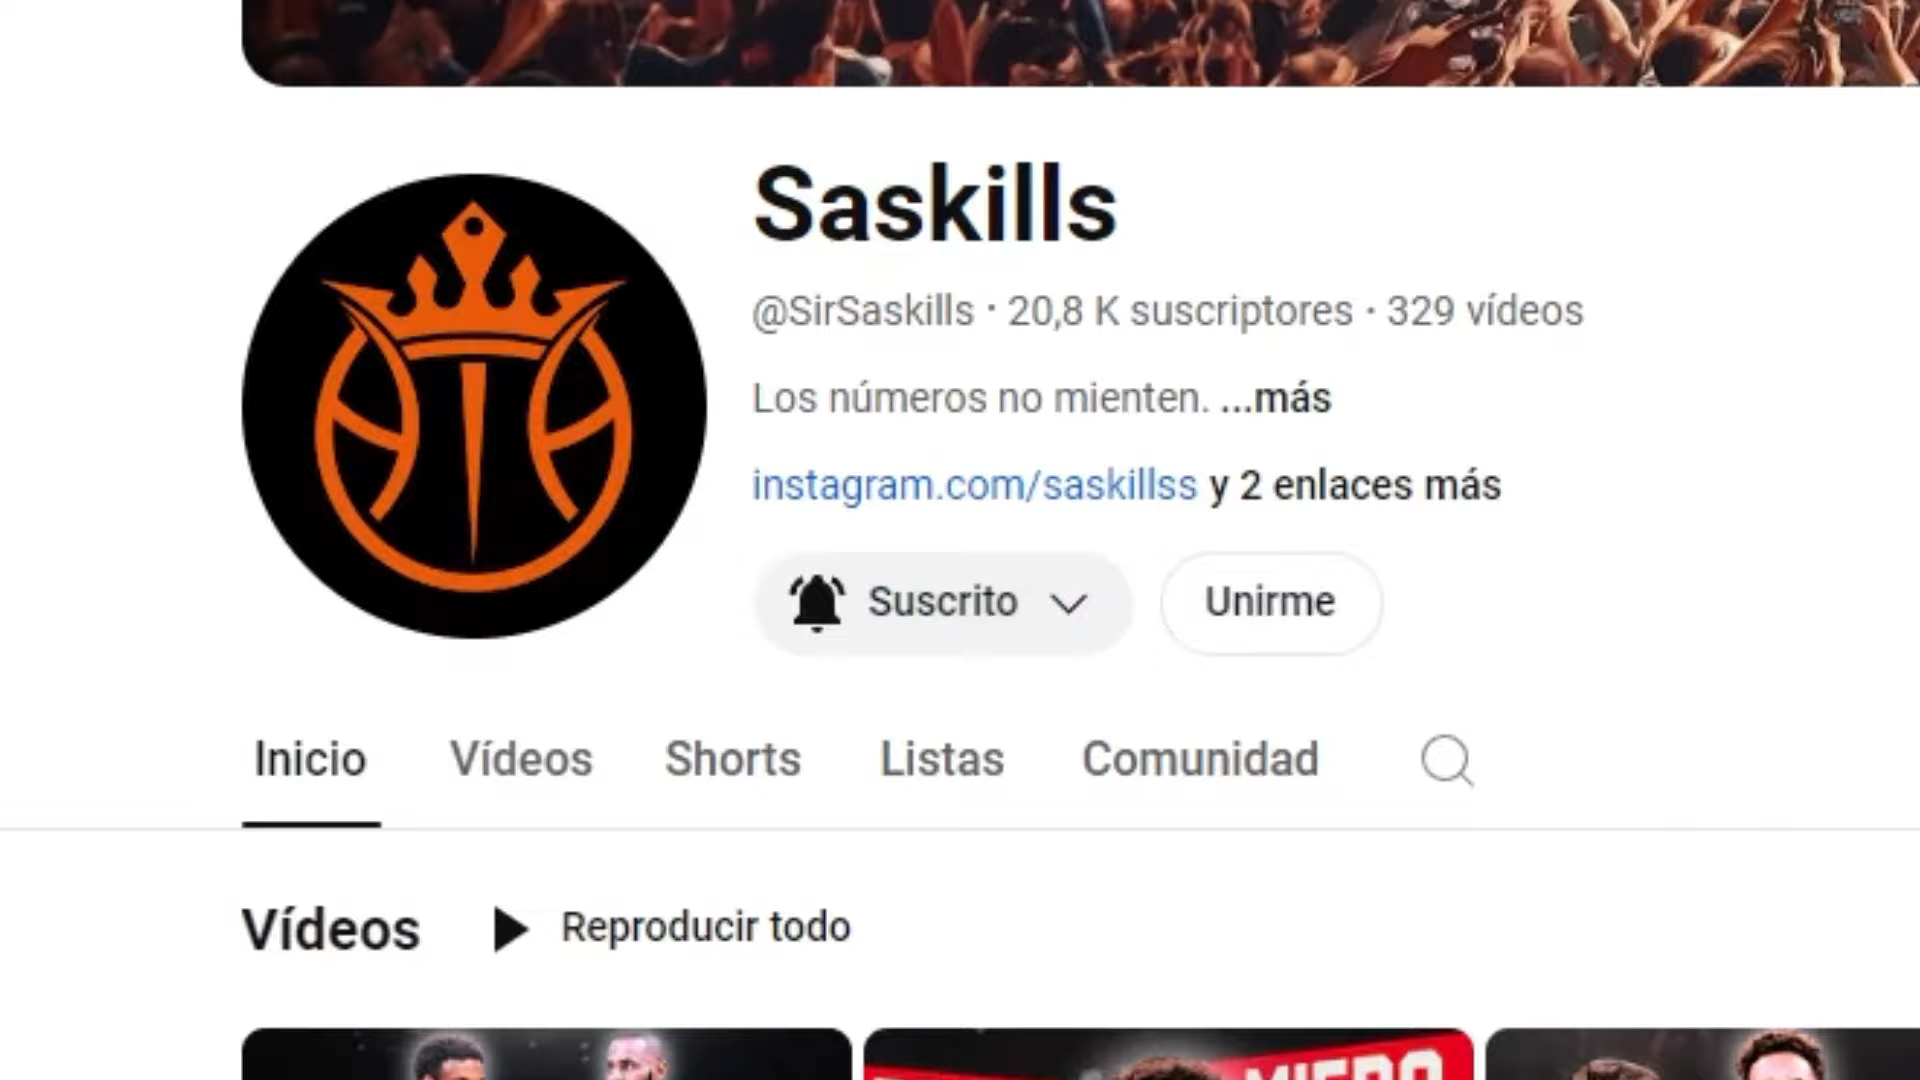 Saskills
@SirSaskills · 20,8 K suscriptores · 329 vídeos
Los números no mienten. ...más
instagram.com/saskillss y 2 enlaces más
Suscrito
Unirme
Inicio Vídeos Shorts Listas Comunidad
Vídeos Reproducir todo
MIEDO